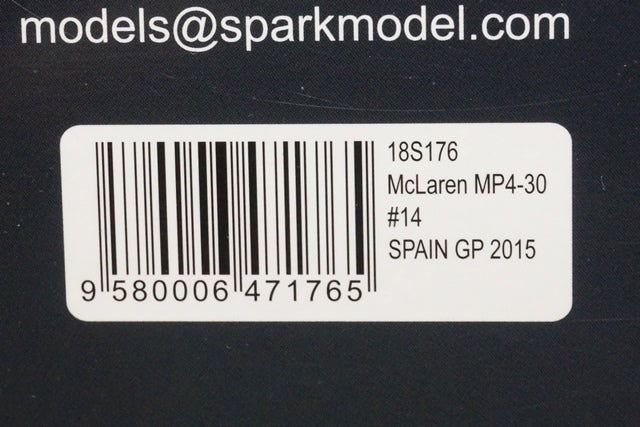 models@sparkmodel.com
18S176
McLaren MP4-30
#14
SPAIN GP 2015
9 580006 471765